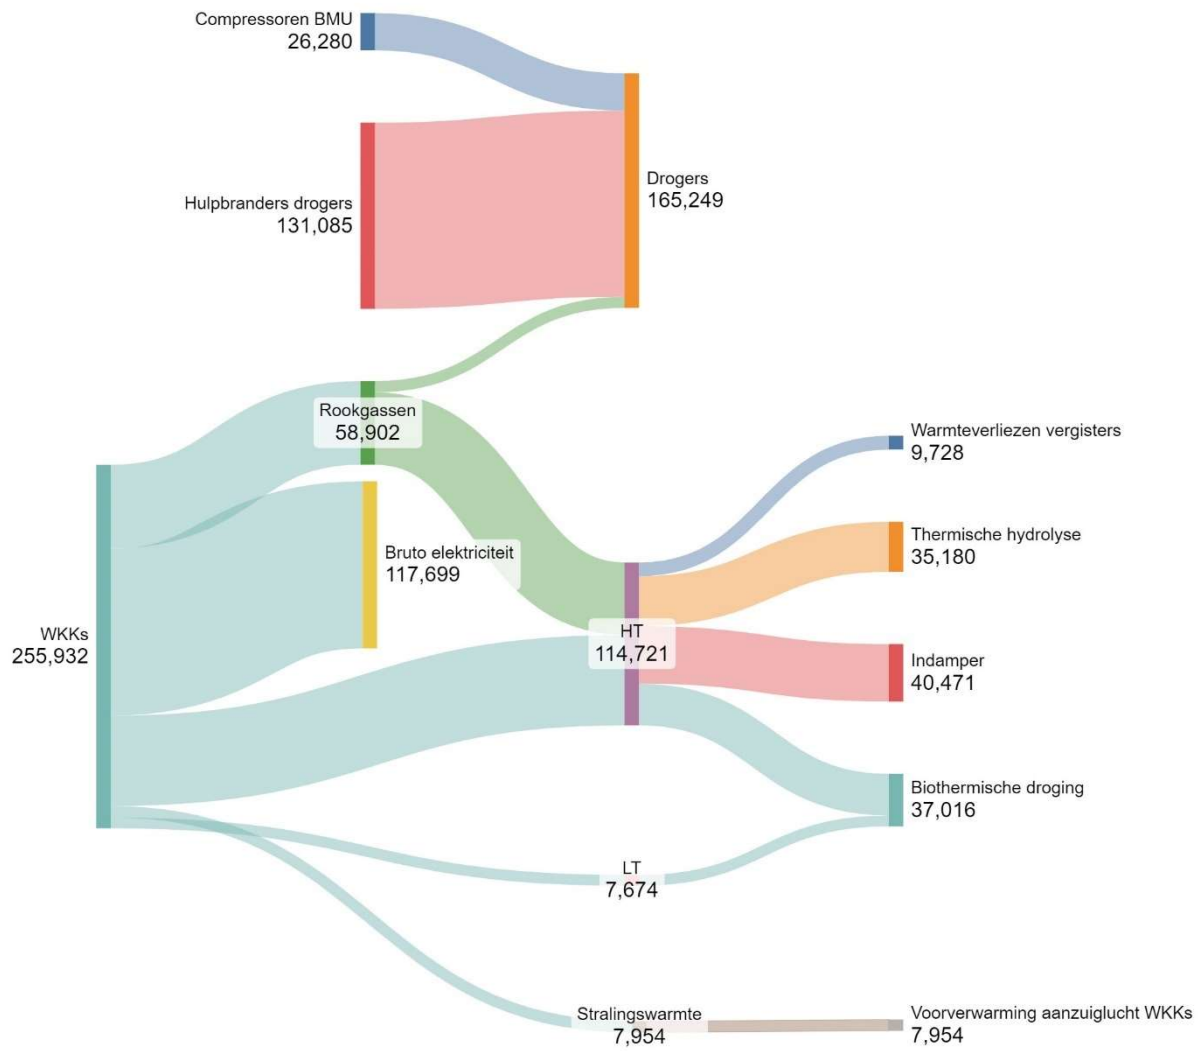 Compressoren BMU
26,280
Hulpbranders drogers
131,085
Drogers
165,249
Rookgassen
58,902
Bruto elektriciteit
117,699
WKKs
255,932
HT
114,721
LT
7,674
Stralingswarmte
7,954
Warmteverliezen vergisters
9,728
Thermische hydrolyse
35,180
Indamper
40,471
Biothermische droging
37,016
Voorverwarming aanzuiglucht WKKs
7,954